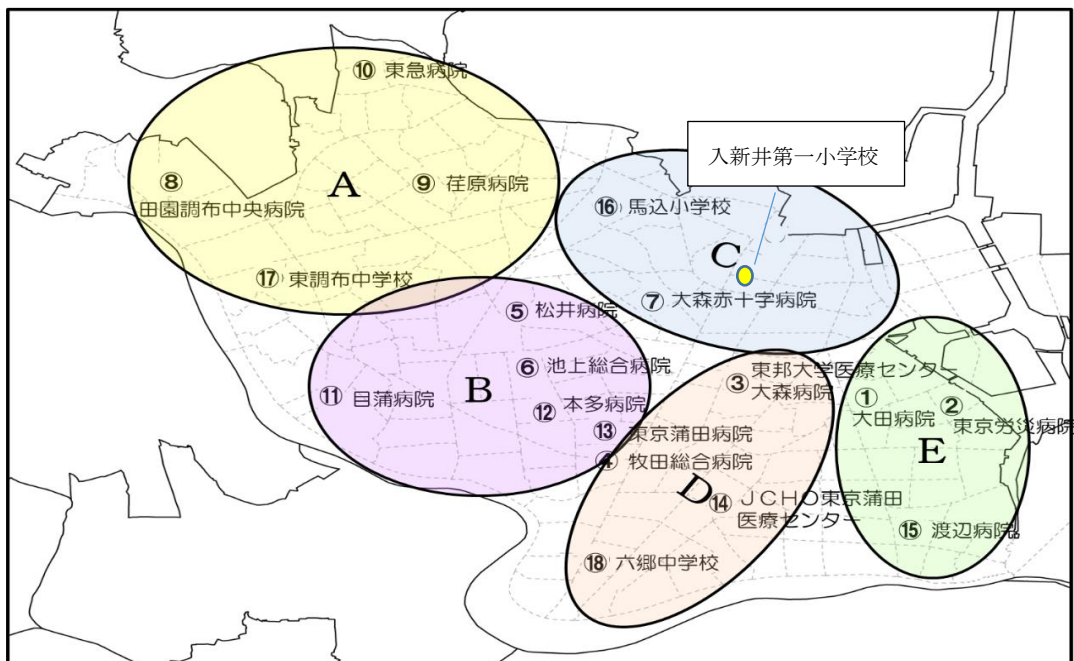 ⑩ 東急病院
入新井第一小学校
A
⑧
⑨ 荏原病院
田園調布中央病院
⑯ 馬込小学校
C
⑰ 東調布中学校
⑦ 大森赤十字病院
⑤ 松井病院
⑥ 池上総合病院
③ 東邦大学医療センター
大森病院
B
⑪ 目蒲病院
⑫ 本多病院
① 
大田病院
②
東京労災病院
⑬ 東京蒲田病院
④ 牧田総合病院
E
D
⑭ JCHO東京蒲田
医療センター
⑮ 渡辺病院
⑱ 六郷中学校